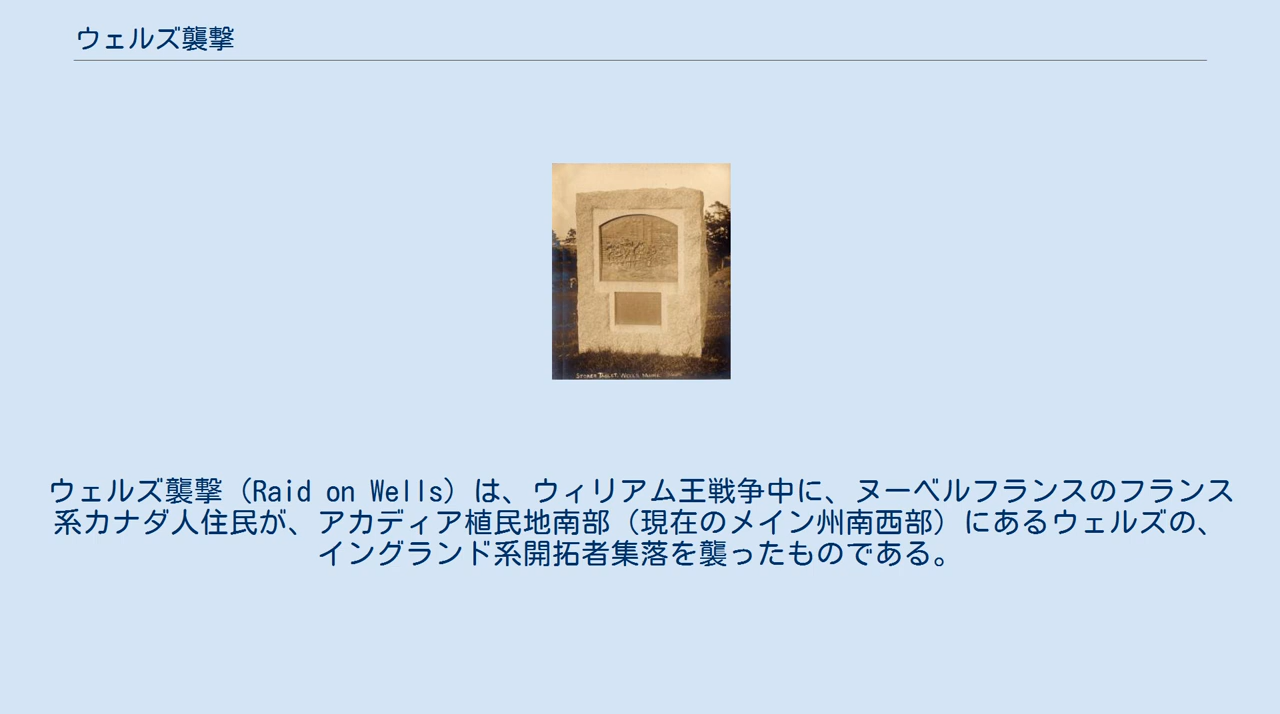 ウェルズ襲撃
STORER TABLET, WELLS MAINE
ウェルズ襲撃（Raid on Wells）は、ウィリアム王戦争中に、ヌーベルフランスのフランス
系カナダ人住民が、アカディア植民地南部（現在のメイン州南西部）にあるウェルズの、
イングランド系開拓者集落を襲ったものである。